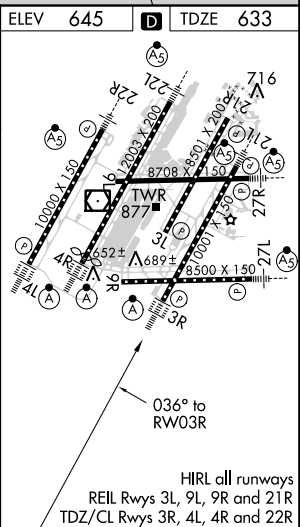 ELEV 645 D TDZE 633
A5
22R
22L
716
21R
A5
P
P
21L
12003 X 200
8501 X 200
A5
P
10000 X 150
9L
8708 X 150
TWR
877
P
27R
3L
10001 X 150
P
4R
652±
689±
27L
P
4L
A
A
9R
8500 X 150
A5
A
P
3R
P
036° to
RW03R
HIRL all runways
REIL Rwys 3L, 9L, 9R and 21R
TDZ/CL Rwys 3R, 4L, 4R and 22R